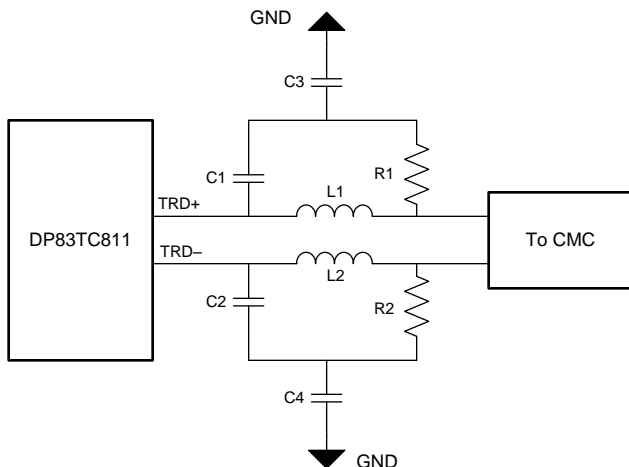 GND
C3
C1
R1
TRD+
L1
DP83TC811
To CMC
TRD–
L2
C2
R2
C4
GND